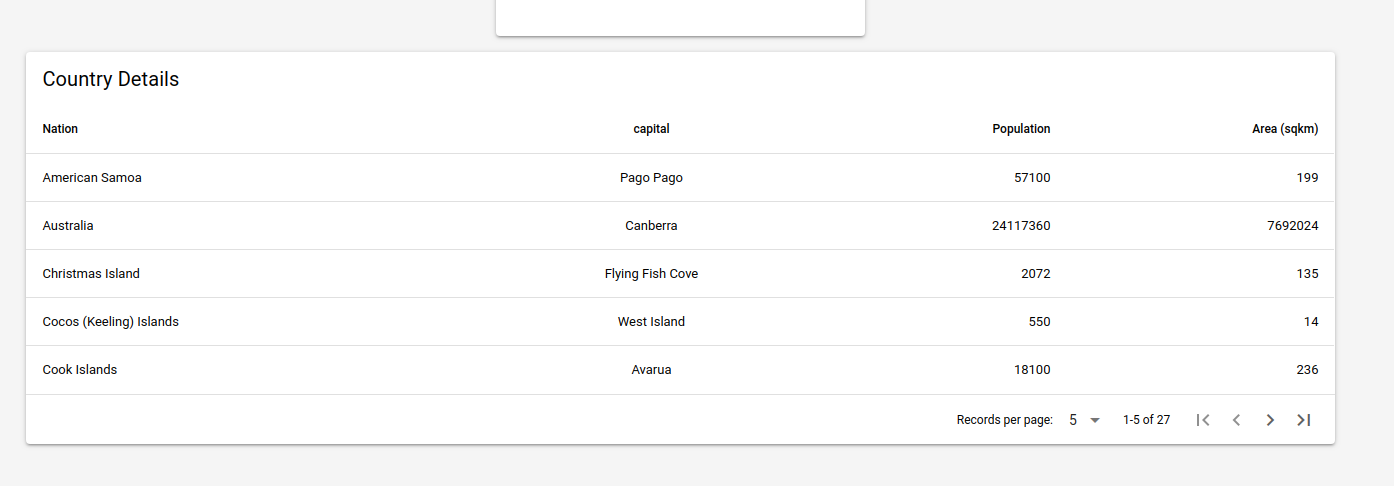 Country Details
Nation capital Population Area (sqkm)
American Samoa Pago Pago 57100 199
Australia Canberra 24117360 7692024
Christmas Island Flying Fish Cove 2072 135
Cocos (Keeling) Islands West Island 550 14
Cook Islands Avarua 18100 236
Records per page: 5 1-5 of 27